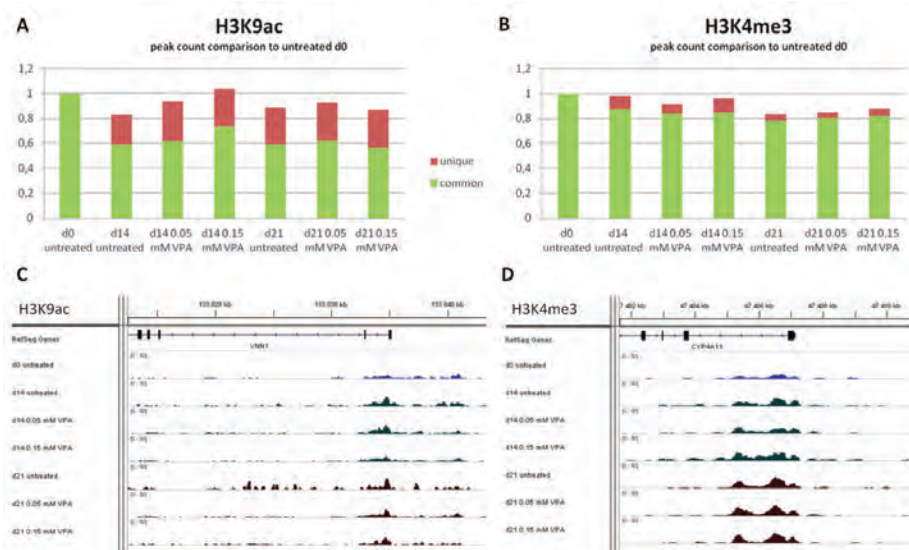 A
H3K9ac
peak count comparison to untreated d0
1,2
1
0,8
0,6
0,4
0,2
0
d0 untreated
d14 untreated
d14 0.05 mM VPA
d14 0.15 mM VPA
d21 untreated
d21 0.05 mM VPA
d21 0.15 mM VPA
unique
common
B
H3K4me3
peak count comparison to untreated d0
1,2
1
0,8
0,6
0,4
0,2
0
d0 untreated
d14 untreated
d14 0.05 mM VPA
d14 0.15 mM VPA
d21 untreated
d21 0.05 mM VPA
d21 0.15 mM VPA
C
H3K9ac
RefSeq Genes
VNN1
d0 untreated
d14 untreated
d14 0.05 mM VPA
d14 0.15 mM VPA
d21 untreated
d21 0.05 mM VPA
d21 0.15 mM VPA
D
H3K4me3
RefSeq Genes
CYP4A11
d0 untreated
d14 untreated
d14 0.05 mM VPA
d14 0.15 mM VPA
d21 untreated
d21 0.05 mM VPA
d21 0.15 mM VPA